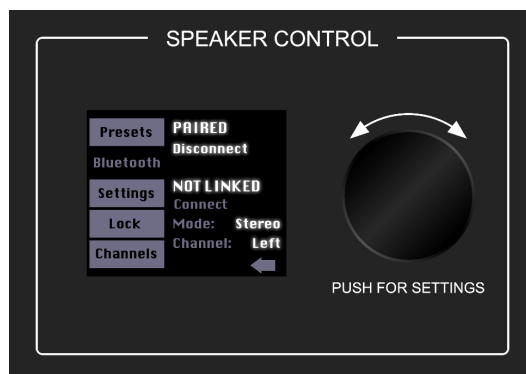 SPEAKER CONTROL
Presets
Bluetooth
Settings
Lock
Channels
PAIRED
Disconnect
NOT LINKED
Connect
Mode: Stereo
Channel: Left
PUSH FOR SETTINGS